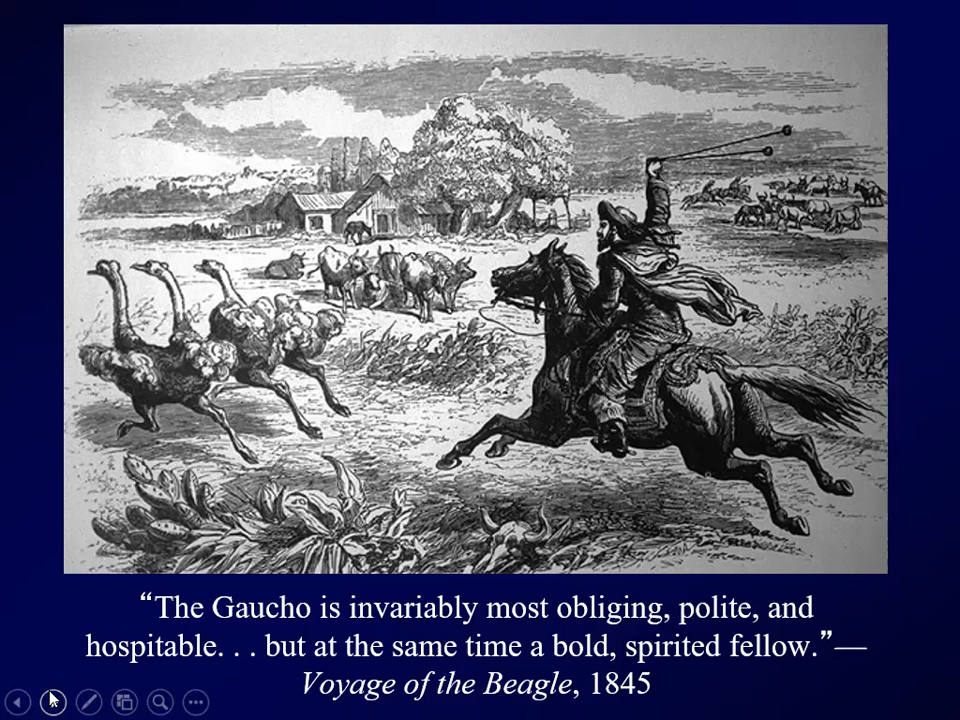 “The Gaucho is invariably most obliging, polite, and
hospitable. . . but at the same time a bold, spirited fellow.”—
Voyage of the Beagle, 1845